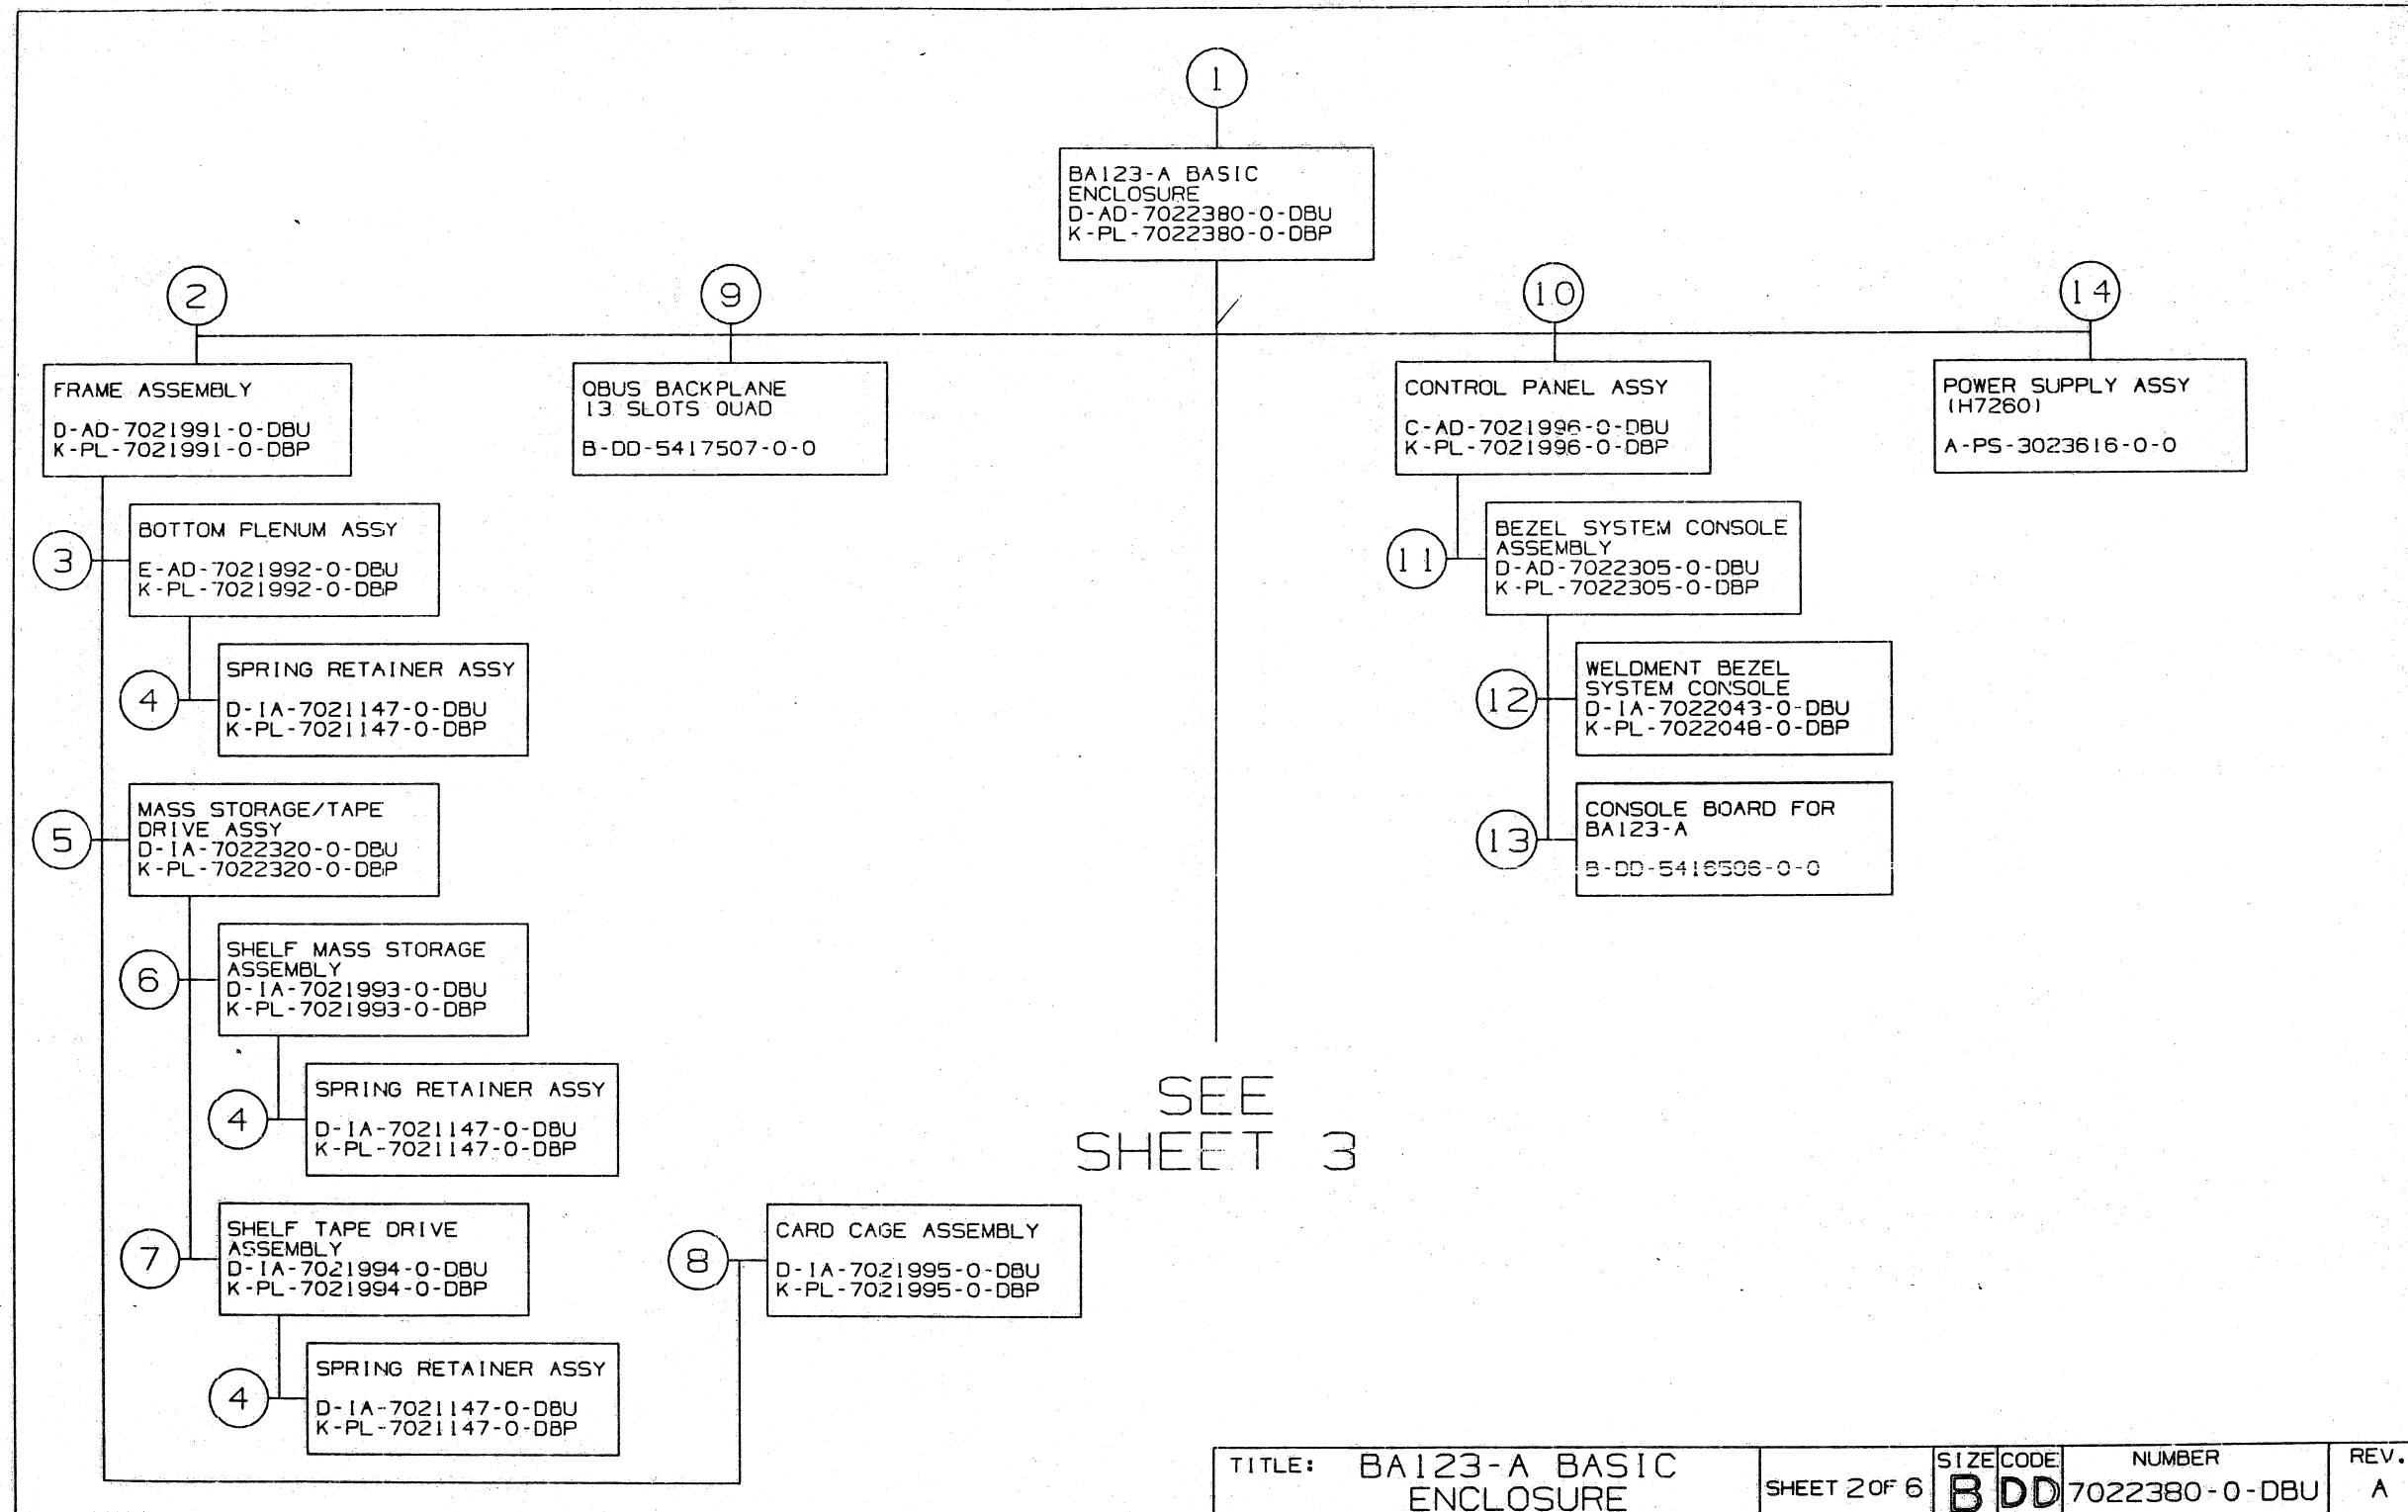 1
BA123-A BASIC
ENCLOSURE
D-AD-7022380-0-DBU
K-PL-7022380-0-DBP
2
FRAME ASSEMBLY
D-AD-7021991-0-DBU
K-PL-7021991-0-DBP
9
QBUS BACKPLANE
13 SLOTS QUAD
B-DD-5417507-0-0
10
CONTROL PANEL ASSY
C-AD-7021996-0-DBU
K-PL-7021996-0-DBP
14
POWER SUPPLY ASSY
(H7260)
A-PS-3023616-0-0
3
BOTTOM PLENUM ASSY
E-AD-7021992-0-DBU
K-PL-7021992-0-DBP
4
SPRING RETAINER ASSY
D-IA-7021147-0-DBU
K-PL-7021147-0-DBP
5
MASS STORAGE/TAPE
DRIVE ASSY
D-IA-7022320-0-DBU
K-PL-7022320-0-DBP
6
SHELF MASS STORAGE
ASSEMBLY
D-IA-7021993-0-DBU
K-PL-7021993-0-DBP
4
SPRING RETAINER ASSY
D-IA-7021147-0-DBU
K-PL-7021147-0-DBP
7
SHELF TAPE DRIVE
ASSEMBLY
D-IA-7021994-0-DBU
K-PL-7021994-0-DBP
4
SPRING RETAINER ASSY
D-IA-7021147-0-DBU
K-PL-7021147-0-DBP
8
CARD CAGE ASSEMBLY
D-IA-7021995-0-DBU
K-PL-7021995-0-DBP
11
BEZEL SYSTEM CONSOLE
ASSEMBLY
D-AD-7022305-0-DBU
K-PL-7022305-0-DBP
12
WELDMENT BEZEL
SYSTEM CONSOLE
D-IA-7022043-0-DBU
K-PL-7022048-0-DBP
13
CONSOLE BOARD FOR
BA123-A
SEE
SHEET 3
TITLE: BA123-A BASIC
ENCLOSURE
SHEET 2 OF 6
SIZE
B
CODE
DD
NUMBER
7022380-0-DBU
REV.
A